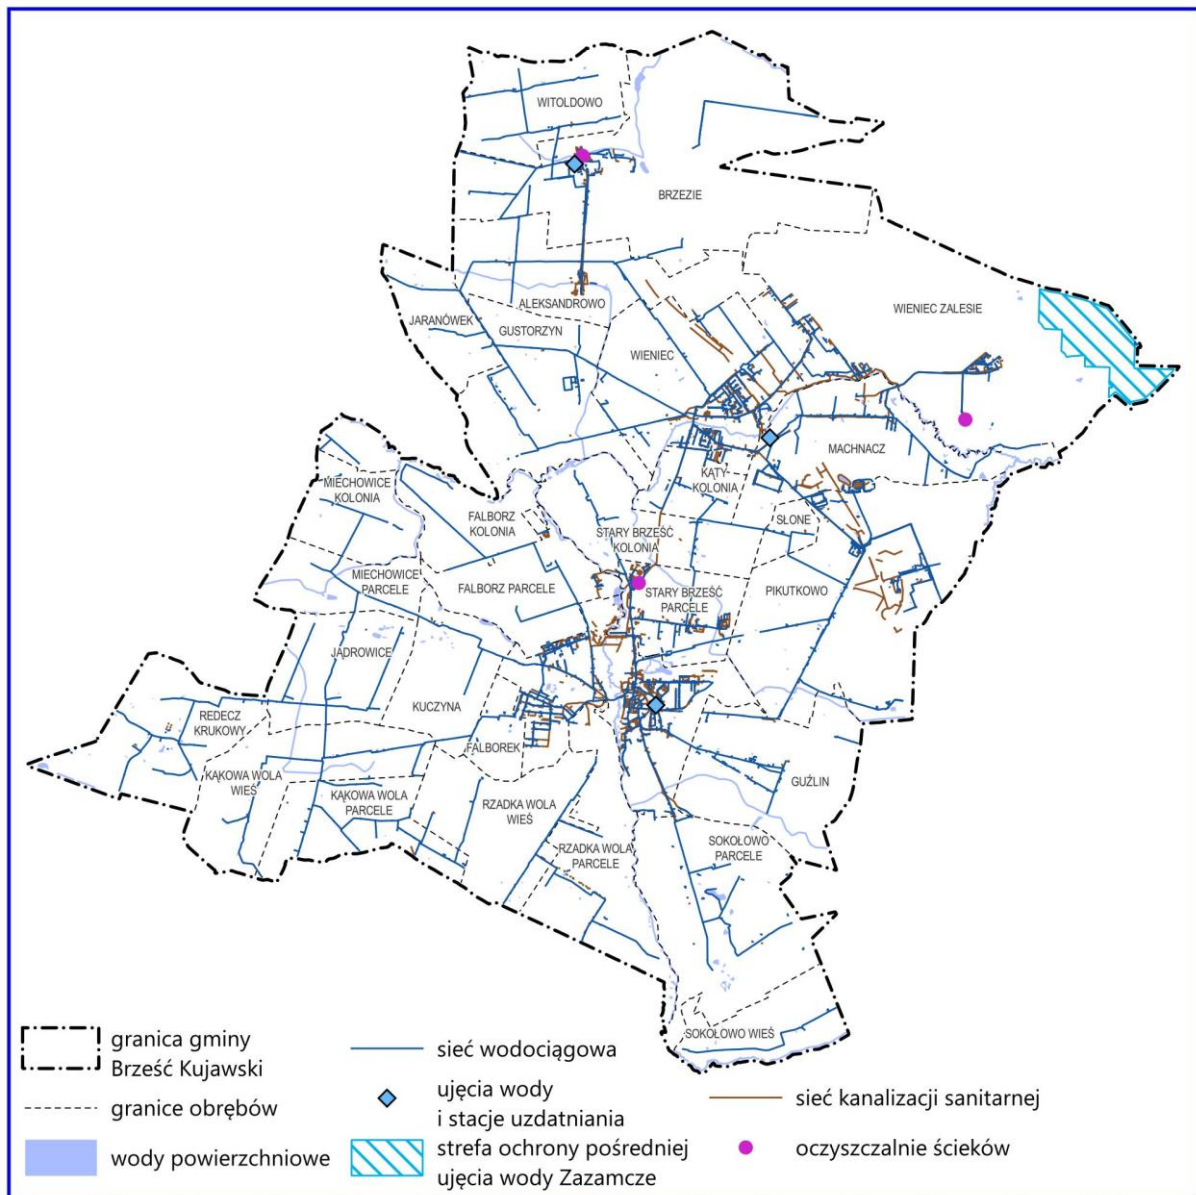 WITOLDOWO
BRZEZIE
WIENIEC ZALESIE
ALEKSANDROWO
JARANÓWEK
GUSTORZYN
WIENIEC
MACHNACZ
KĄTY-
KOLONIA
MIECHOWICE
KOLONIA
FALBORZ
KOLONIA
SŁONE
STARY BRZEŚĆ
KOLONIA
MIECHOWICE
PARCELE
FALBORZ PARCELE
STARY BRZEŚĆ
PARCELE
PIKUTKOWO
JĄDROWICE
KUCZYNA
REDECZ
KRUKOWY
FALBOREK
KĄKOWA WOLA
WIEŚ
KĄKOWA WOLA
PARCELE
RZADKA WOLA
WIEŚ
GUŹLIN
RZADKA WOLA
PARCELE
SOKOŁOWO
PARCELE
SOKOŁOWO WIEŚ
granica gminy
Brześć Kujawski
granice obrębów
wody powierzchniowe
sieć wodociągowa
ujęcia wody
i stacje uzdatniania
strefa ochrony pośredniej
ujęcia wody Zazamcze
sieć kanalizacji sanitarnej
oczyszczalnie ścieków